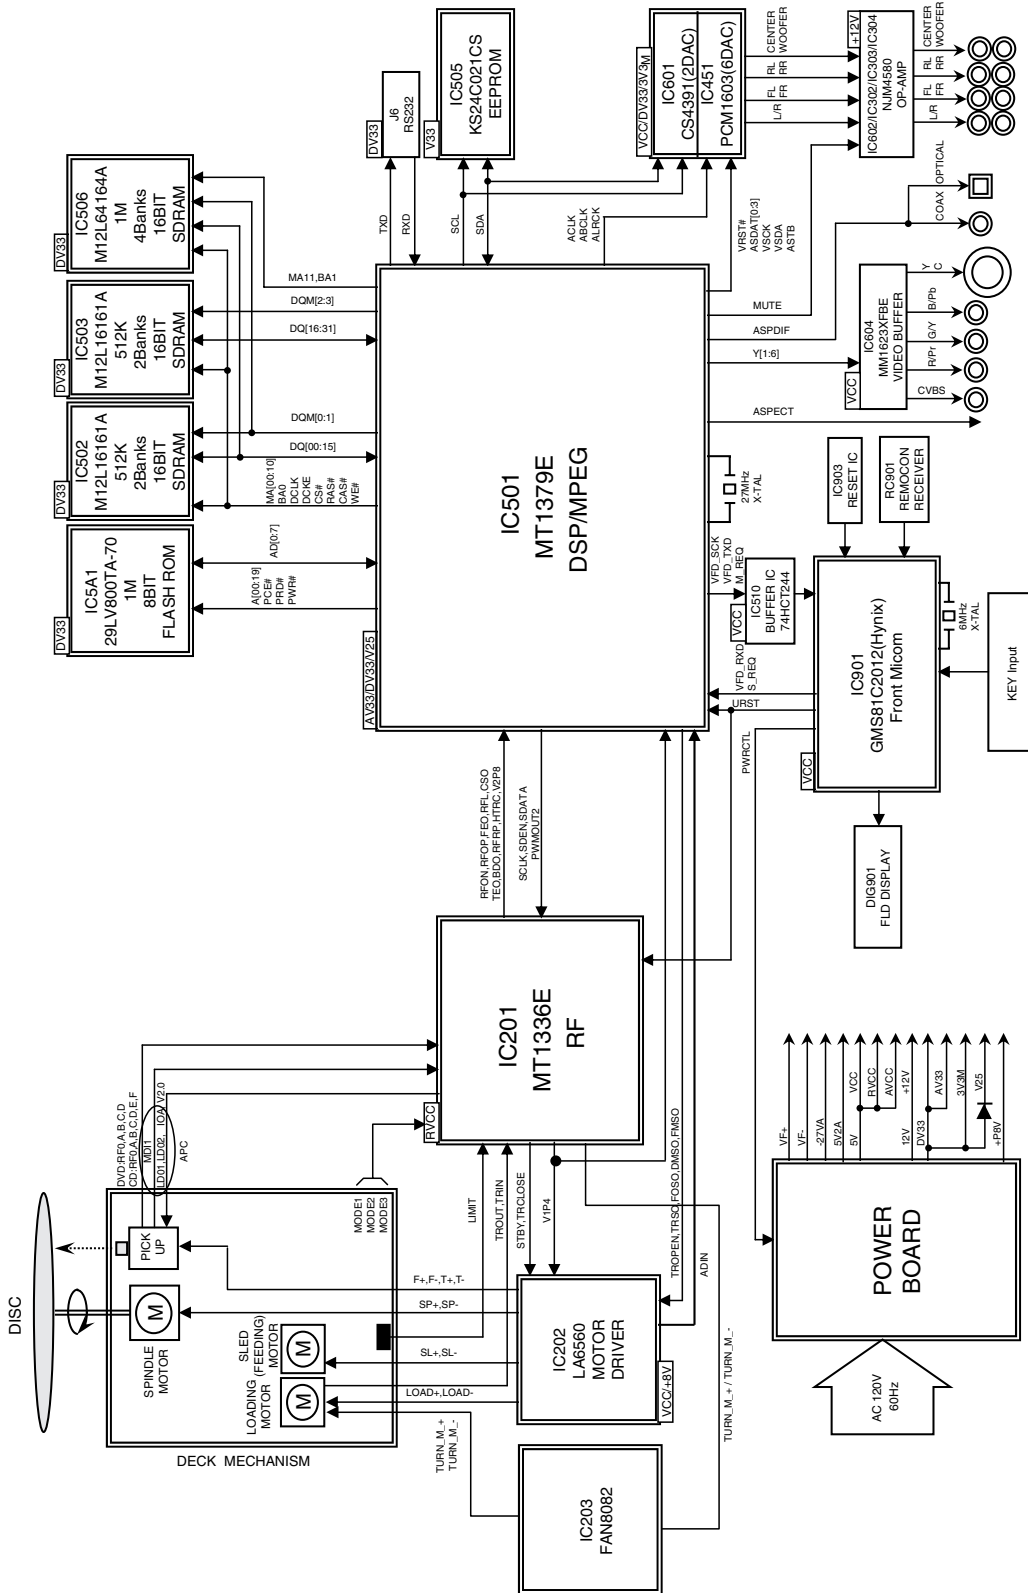 DISC
SPINDLE
MOTOR
M
PICK
UP
SLED
(FEEDING)
MOTOR
M
LOADING
MOTOR
M
DECK MECHANISM
DVD:RF0,A,B,C,D
CD:RF0,A,B,C,D,E,F
MDI1
LD01,LD02,
IOA, V2.0
APC
MODE1
MODE2
MODE3
F+,F-,T+,T-
SP+,SP-
SL+,SL-
LOAD+,LOAD-
TURN_M_+
TURN_M_-
LIMIT
TROUT,TRIN
STBY,TRCLOSE
V1P4
TROPEN,TRSO,FOSO,DMSO,FMSO
ADIN
TURN_M_+ / TURN_M_-
IC203
FAN8082
IC202
LA6560
MOTOR
DRIVER
VCC/+8V
RVCC
IC201
MT1336E
RF
RFON,RFOP,FEO,RFL,CSO
TEO,BDO,RFRP,HTRC,V2P8
SCLK,SDEN,SDATA
PWMOUT2
AV33/DV33/V25
IC501
MT1379E
DSP/MPEG
DV33
IC5A1
29LV800TA-70
1M
8BIT
FLASH ROM
DV33
IC502
M12L16161A
512K
2Banks
16BIT
SDRAM
DV33
IC503
M12L16161A
512K
2Banks
16BIT
SDRAM
DV33
IC506
M12L64164A
1M
4Banks
16BIT
SDRAM
A[00:19]
PCE#
PRD#
PWR#
AD[0:7]
MA[00:10]
BA0
DCLK
DCKE
CS#
RAS#
CAS#
WE#
DQ[00:15]
DQM[0:1]
DQ[16:31]
DQM[2:3]
MA11,BA1
TXD
RXD
DV33
J6
RS232
SCL
SDA
V33
IC505
KS24C021CS
EEPROM
ACLK
ABCLK
ALRCK
VRST#
ASDAT[0:3]
VSCK
VSDA
ASTB
VCC/DV33/3V3M
IC601
CS4391(2DAC)
IC451
PCM1603(6DAC)
L/R
FL
FR
RL
RR
CENTER
WOOFER
+12V
IC602/IC302/IC303/IC304
NJM4580
OP-AMP
L/R
FL
FR
RL
RR
CENTER
WOOFER
MUTE
ASPDIF
Y[1:6]
ASPECT
COAX
OPTICAL
VCC
IC604
MM1623XFBE
VIDEO BUFFER
CVBS
R/Pr
G/Y
B/Pb
Y
C
27MHz
X-TAL
VFD_SCK
VFD_TXD
M_REQ
VCC
IC510
BUFFER IC
74HCT244
VFD_RXD
S_REQ
URST
PWRCTL
IC903
RESET IC
RC901
REMOCON
RECEIVER
VCC
IC901
GMS81C2012(Hynix)
Front Micom
6MHz
X-TAL
KEY Input
DIG901
FLD DISPLAY
AC 120V
60Hz
POWER
BOARD
VF+
VF-
-27VA
5V2A
5V
VCC
RVCC
AVCC
12V
+12V
DV33
AV33
3V3M
V25
+P8V